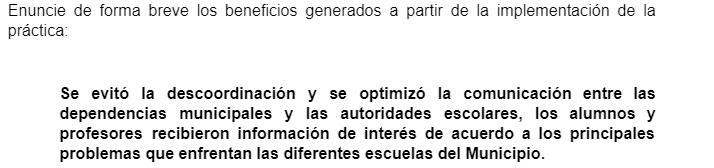 Enuncie de forma breve los beneficios generados a partir de la implementación de la
práctica:
Se evitó la descoordinación y se optimizó la comunicación entre las
dependencias municipales y las autoridades escolares, los alumnos y
profesores recibieron información de interés de acuerdo a los principales
problemas que enfrentan las diferentes escuelas del Municipio.